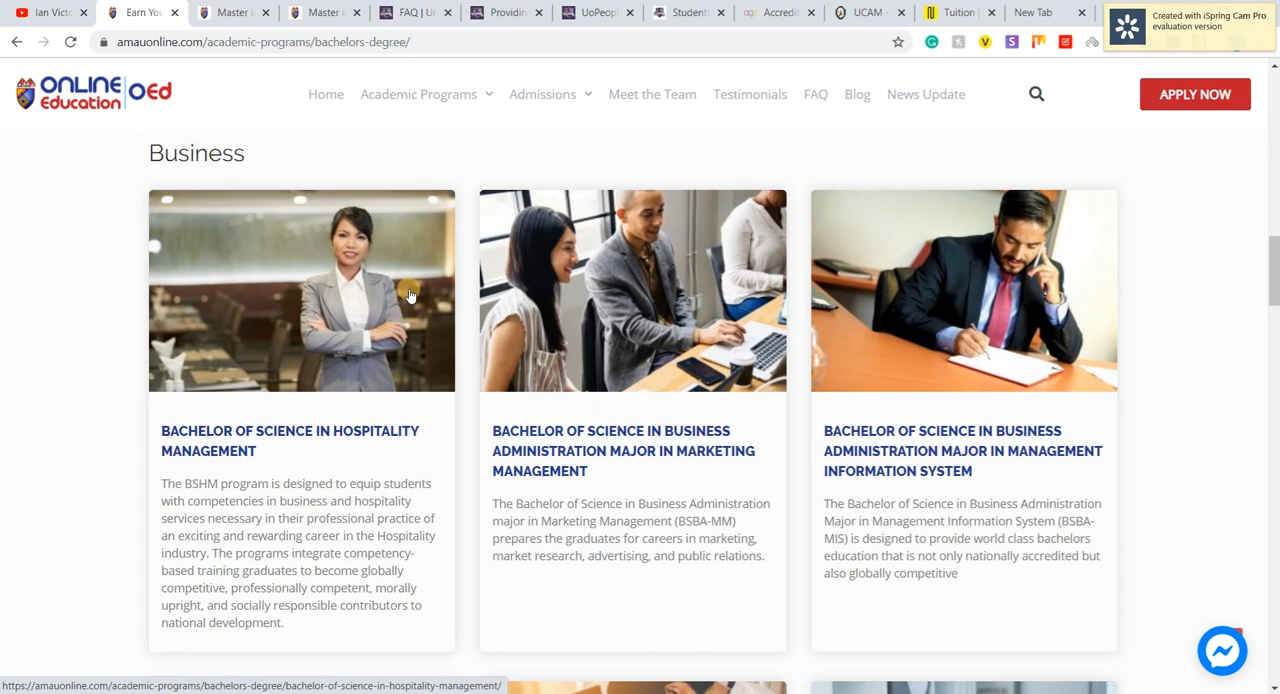 Ian Victo
Earn You
Master i
Master i
FAQ | Un
Providin
UoPeopl
Students
Accredit
UCAM -
Tuition |
New Tab
Created with iSpring Cam Pro
evaluation version
amauonline.com/academic-programs/bachelors-degree/
ONLINE
Education
OEd
Home
Academic Programs
Admissions
Meet the Team
Testimonials
FAQ
Blog
News Update
APPLY NOW
Business
BACHELOR OF SCIENCE IN HOSPITALITY
MANAGEMENT
The BSHM program is designed to equip students
with competencies in business and hospitality
services necessary in their professional practice of
an exciting and rewarding career in the Hospitality
industry. The programs integrate competency-
based training graduates to become globally
competitive, professionally competent, morally
upright, and socially responsible contributors to
national development.
BACHELOR OF SCIENCE IN BUSINESS
ADMINISTRATION MAJOR IN MARKETING
MANAGEMENT
The Bachelor of Science in Business Administration
major in Marketing Management (BSBA-MM)
prepares the graduates for careers in marketing,
market research, advertising, and public relations.
BACHELOR OF SCIENCE IN BUSINESS
ADMINISTRATION MAJOR IN MANAGEMENT
INFORMATION SYSTEM
The Bachelor of Science in Business Administration
Major in Management Information System (BSBA-
MIS) is designed to provide world class bachelors
education that is not only nationally accredited but
also globally competitive
https://amauonline.com/academic-programs/bachelors-degree/bachelor-of-science-in-hospitality-management/